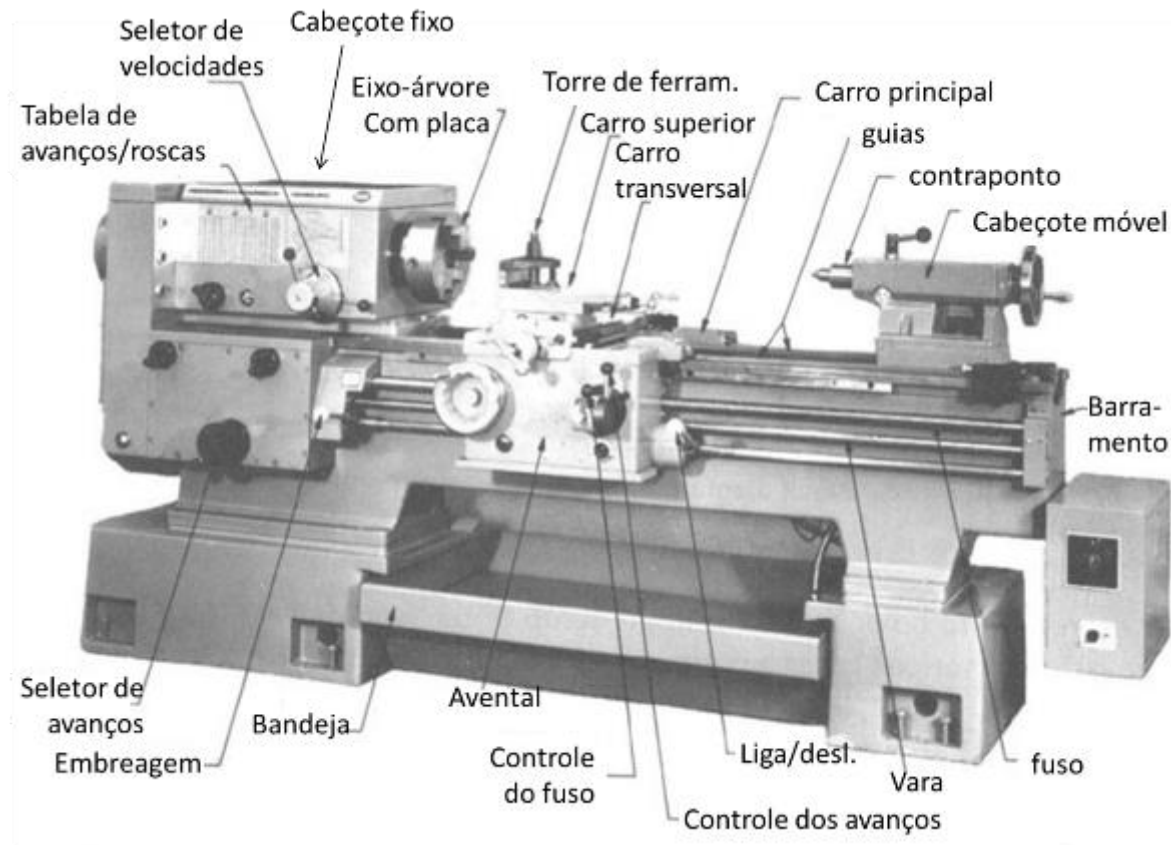 Seletor de
velocidades
Cabeçote fixo
Eixo-árvore
Com placa
Torre de ferram.
Carro superior
Carro
transversal
Carro principal
guias
contraponto
Cabeçote móvel
Tabela de
avanços/roscas
Barra-
mento
Seletor de
avanços
Embreagem
Bandeja
Avental
Controle
do fuso
Liga/desl.
Vara
fuso
Controle dos avanços